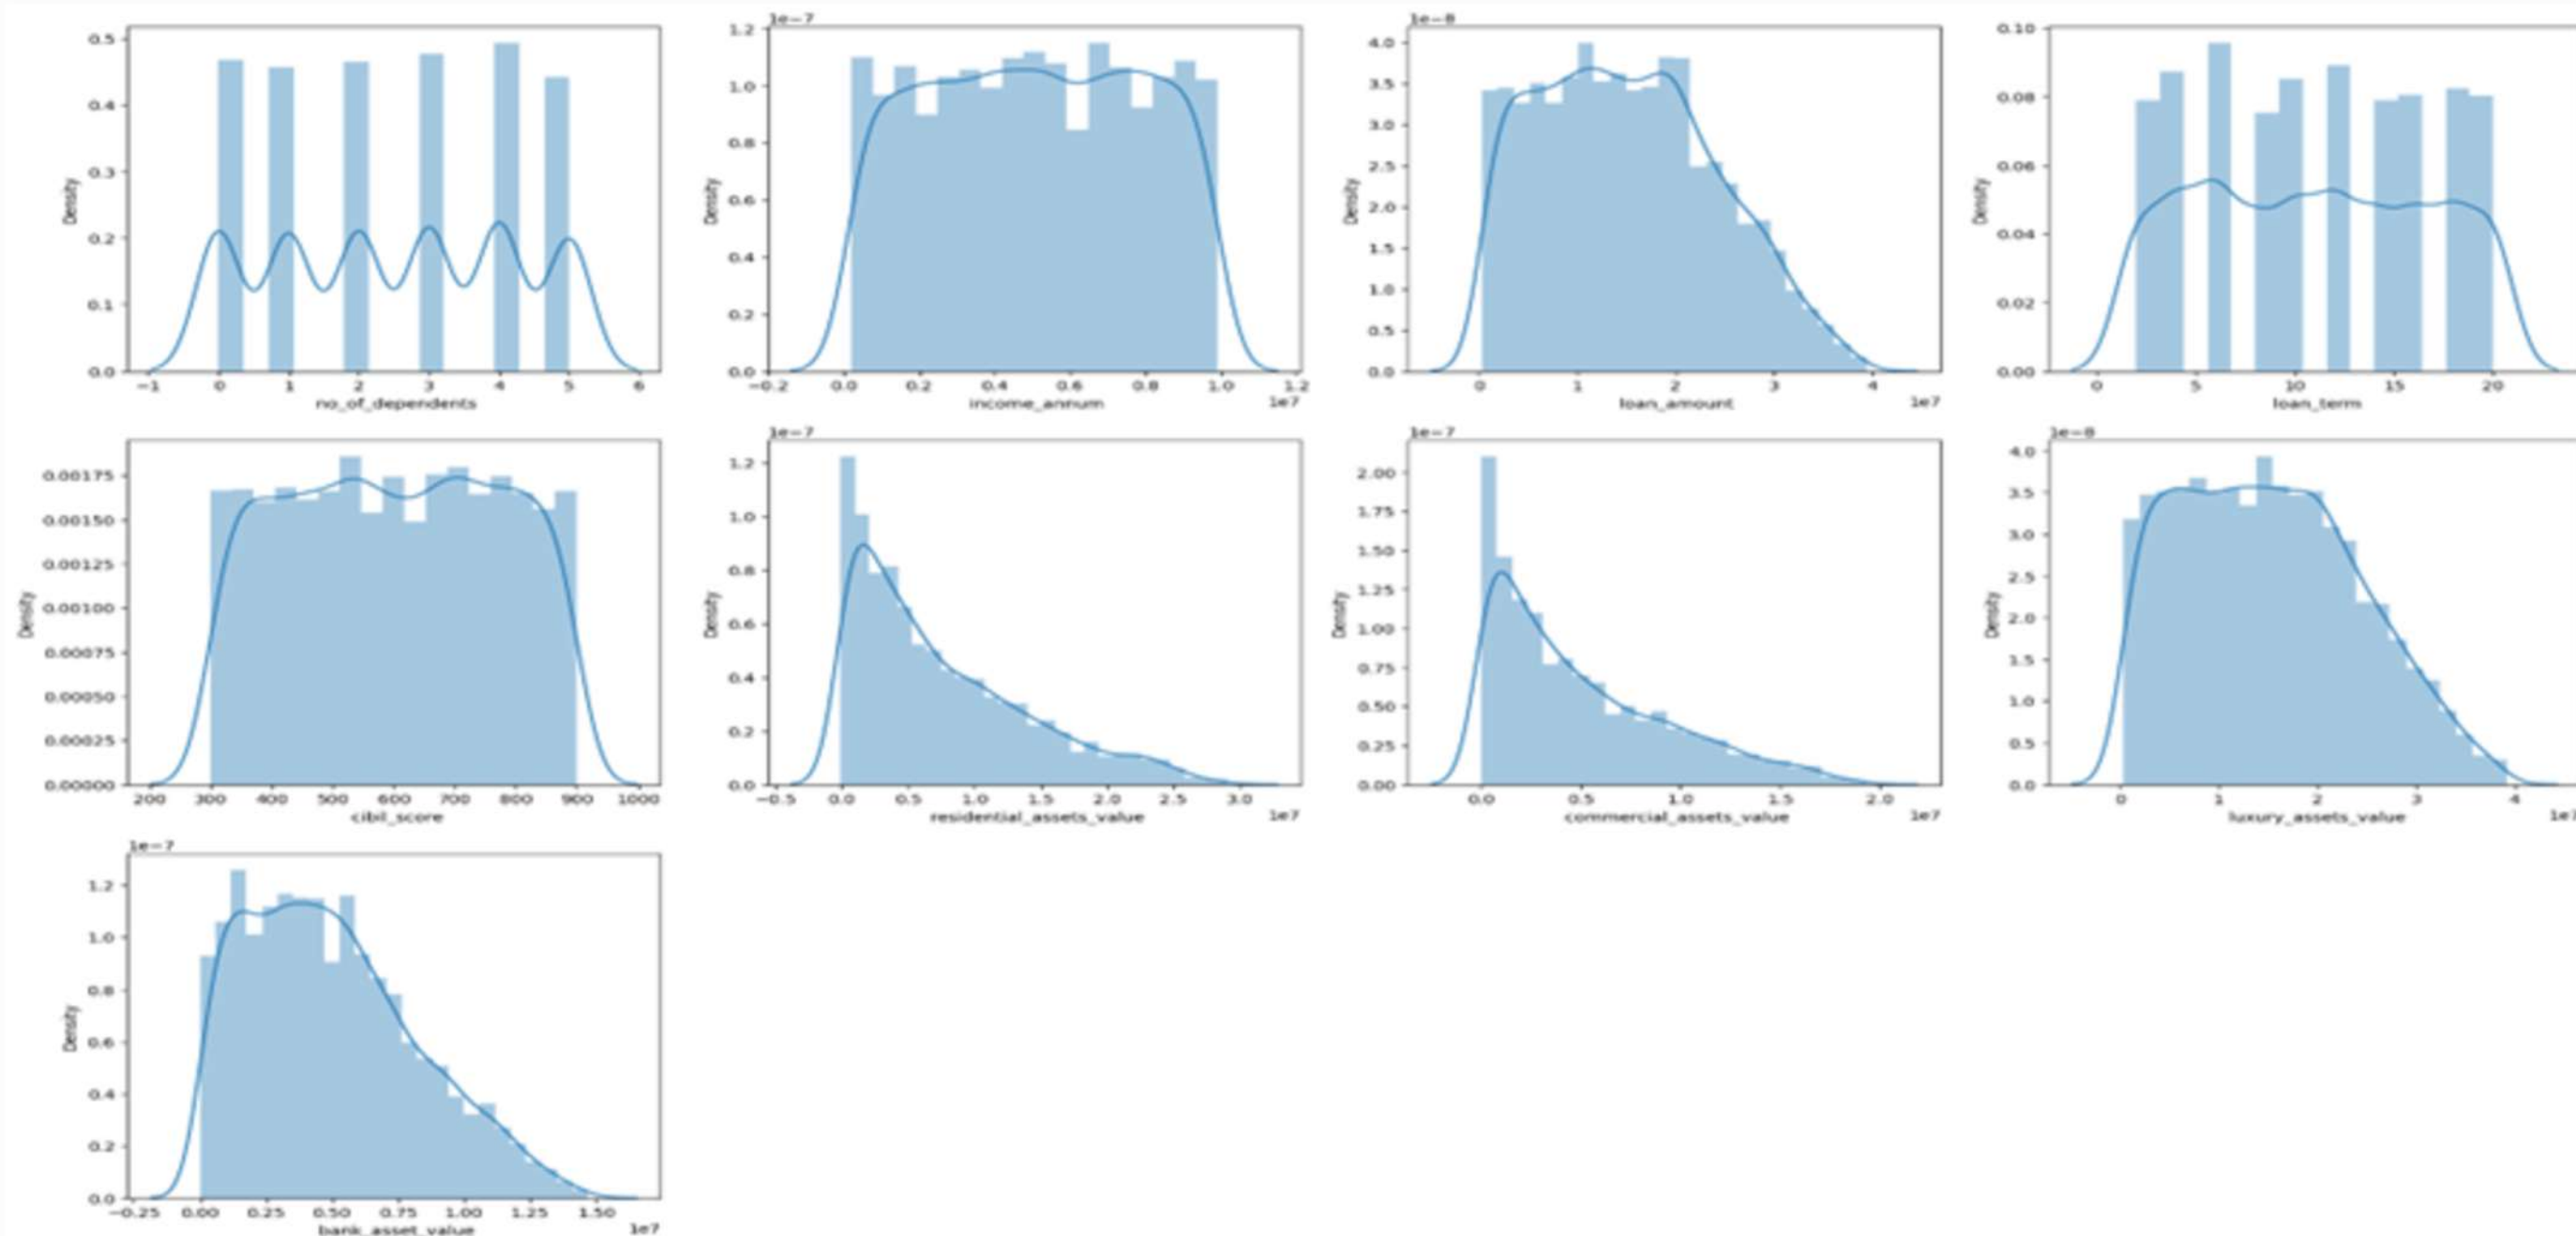 1e−7
1e−8
0.5
0.4
0.3
0.2
0.1
0.0
Density
−1 0 1 2 3 4 5 6
no_of_dependents
1.2
1.0
0.8
0.6
0.4
0.2
0.0
Density
−0.2 0.0 0.2 0.4 0.6 0.8 1.0 1.2
income_annum 1e7
4.0
3.5
3.0
2.5
2.0
1.5
1.0
0.5
0.0
Density
0 1 2 3 4
loan_amount 1e7
0.10
0.08
0.06
0.04
0.02
0.00
Density
0 5 10 15 20
loan_term
0.00175
0.00150
0.00125
0.00100
0.00075
0.00050
0.00025
0.00000
Density
200 300 400 500 600 700 800 900 1000
cibil_score
1e−7
1.2
1.0
0.8
0.6
0.4
0.2
0.0
Density
−0.5 0.0 0.5 1.0 1.5 2.0 2.5 3.0
residential_assets_value 1e7
1e−7
2.00
1.75
1.50
1.25
1.00
0.75
0.50
0.25
0.00
Density
0.0 0.5 1.0 1.5 2.0
commercial_assets_value 1e7
1e−8
4.0
3.5
3.0
2.5
2.0
1.5
1.0
0.5
0.0
Density
0 1 2 3 4
luxury_assets_value 1e7
1e−7
1.2
1.0
0.8
0.6
0.4
0.2
0.0
Density
−0.25 0.00 0.25 0.50 0.75 1.00 1.25 1.50
bank_asset_value 1e7